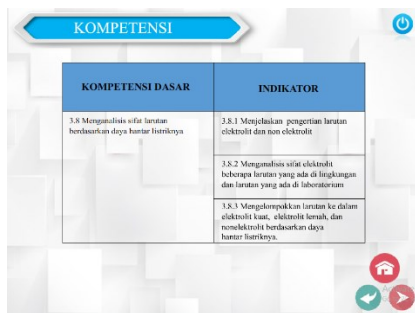 KOMPETENSI
KOMPETENSI DASAR
INDIKATOR
3.8 Menganalisis sifat larutan
berdasarkan daya hantar listriknya
3.8.1 Menjelaskan pengertian larutan
elektrolit dan non elektrolit
3.8.2 Menganalisis sifat elektrolit
beberapa larutan yang ada di lingkungan
dan larutan yang ada di laboratorium
3.8.3 Mengelompokkan larutan ke dalam
elektrolit kuat, elektrolit lemah, dan
nonelektrolit berdasarkan daya
hantar listriknya.